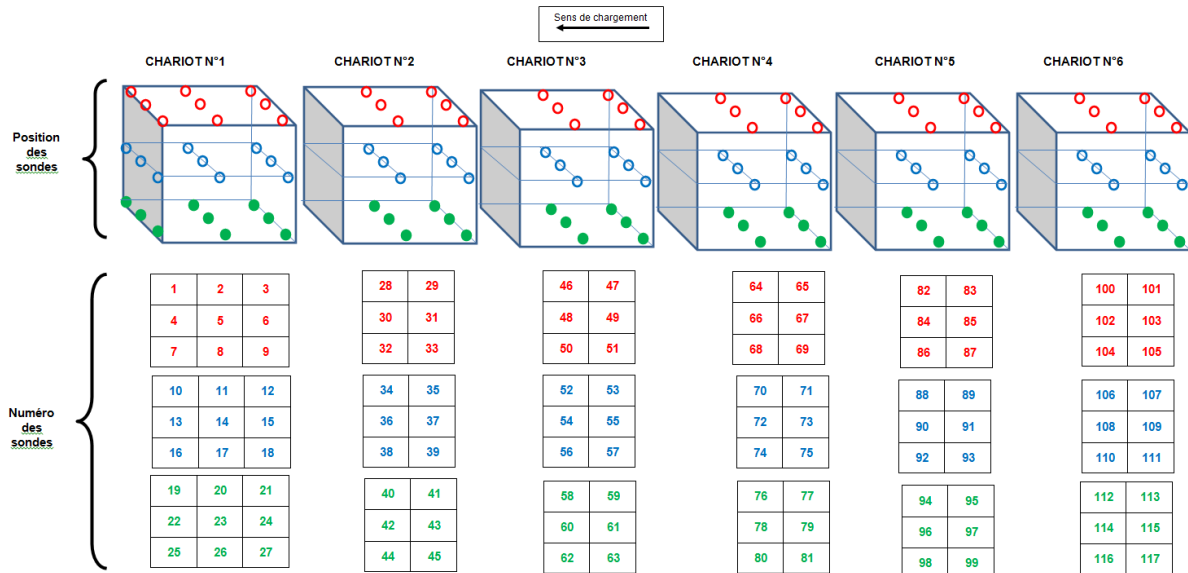 Sens de chargement
CHARIOT N°1 CHARIOT N°2 CHARIOT N°3 CHARIOT N°4 CHARIOT N°5 CHARIOT N°6
Position
des
sondes
Numéro
des
sondes
1 2 3 28 29 46 47 64 65 82 83 100 101
4 5 6 30 31 48 49 66 67 84 85 102 103
7 8 9 32 33 50 51 68 69 86 87 104 105
10 11 12 34 35 52 53 70 71 88 89 106 107
13 14 15 36 37 54 55 72 73 90 91 108 109
16 17 18 38 39 56 57 74 75 92 93 110 111
19 20 21 40 41 58 59 76 77 94 95 112 113
22 23 24 42 43 60 61 78 79 96 97 114 115
25 26 27 44 45 62 63 80 81 98 99 116 117